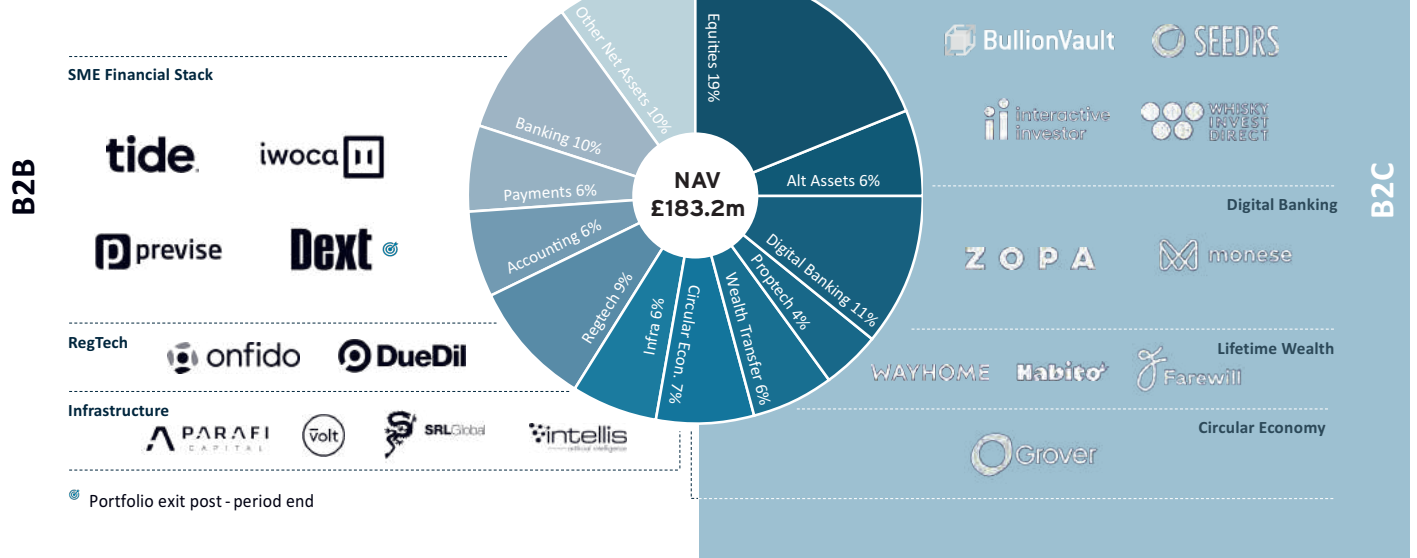 B2B
SME Financial Stack
tide
iwoca
previse
Dext
RegTech
onfido
DueDil
Infrastructure
PARAFI
CAPITAL
volt
SRLGlobal
intellis
artificial intelligence
Portfolio exit post - period end
Other Net Assets 10%
Banking 10%
Payments 6%
Accounting 6%
Regtech 9%
Infra 6%
Circular Econ. 7%
Wealth Transfer 6%
Proptech 4%
Digital Banking 11%
Alt Assets 6%
Equities 19%
NAV
£183.2m
B2C
BullionVault
SEEDRS
interactive
investor
WHISKY
INVEST
DIRECT
Digital Banking
ZOPA
monese
Lifetime Wealth
WAYHOME
Habito
Farewill
Circular Economy
Grover